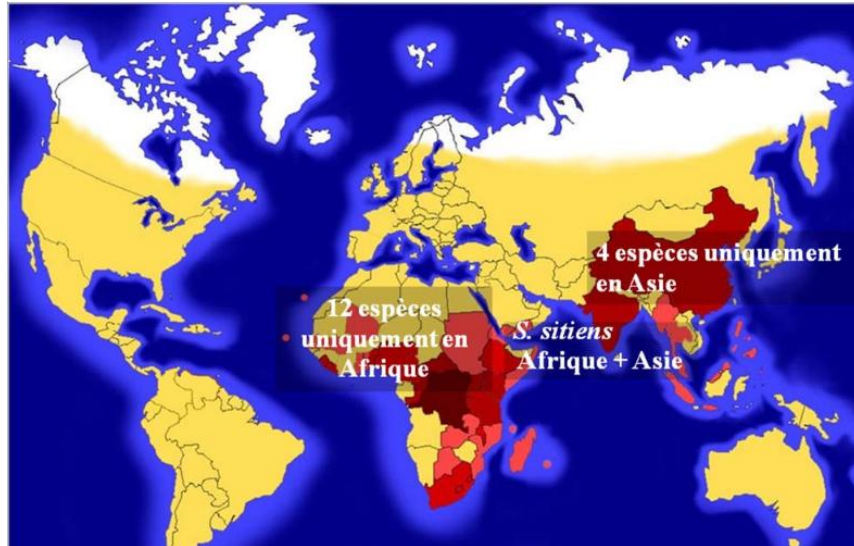 4 espèces uniquement
en Asie
12 espèces
uniquement en
Afrique
S. sitiens
Afrique + Asie